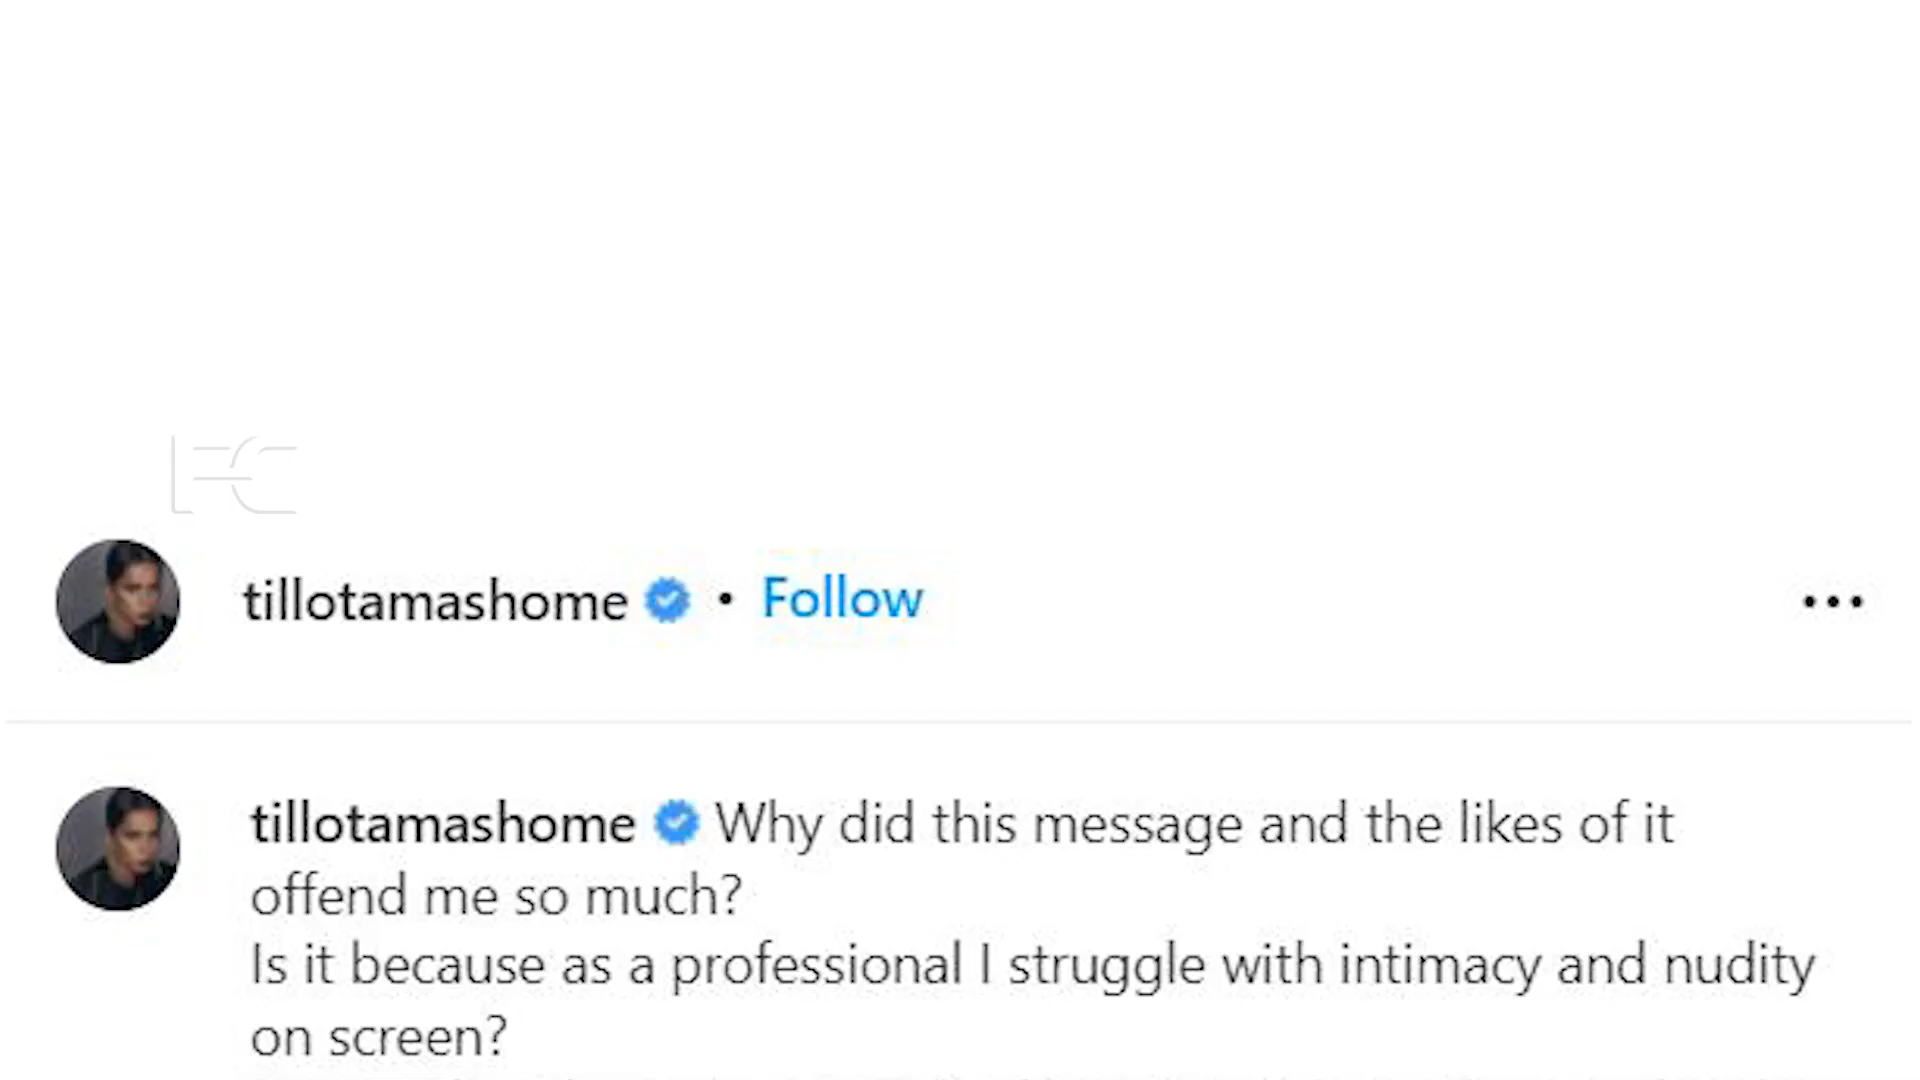 FC
tillotamashome • Follow
tillotamashome Why did this message and the likes of it
offend me so much?
Is it because as a professional I struggle with intimacy and nudity
on screen?